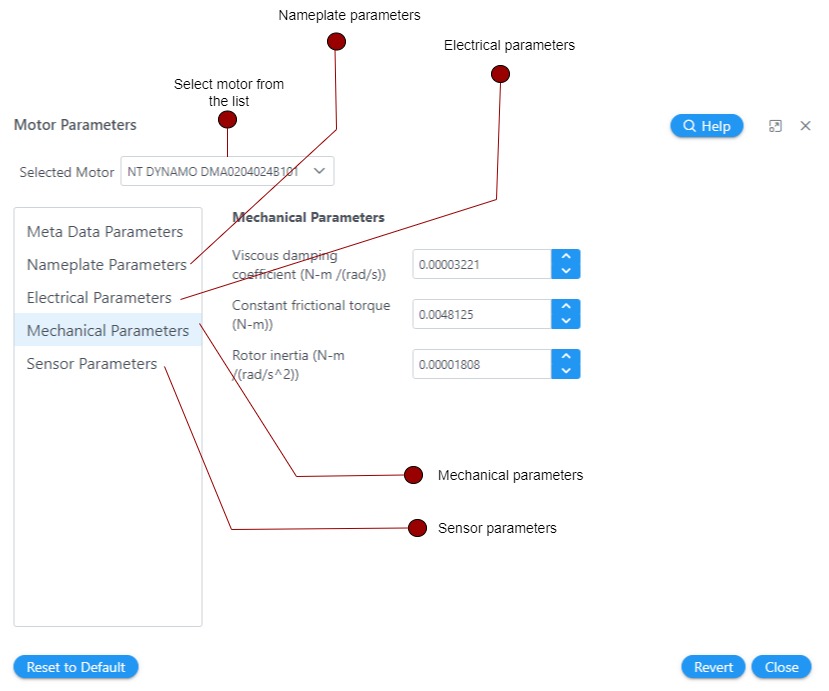 Nameplate parameters
Electrical parameters
Select motor from
the list
Motor Parameters
Help
Selected Motor
NT DYNAMO DMA0204024B101
Meta Data Parameters
Nameplate Parameters
Electrical Parameters
Mechanical Parameters
Sensor Parameters
Mechanical Parameters
Viscous damping
coefficient (N-m /(rad/s))
0.00003221
Constant frictional torque
(N-m))
0.0048125
Rotor inertia (N-m
/(rad/s^2))
0.00001808
Mechanical parameters
Sensor parameters
Reset to Default
Revert
Close